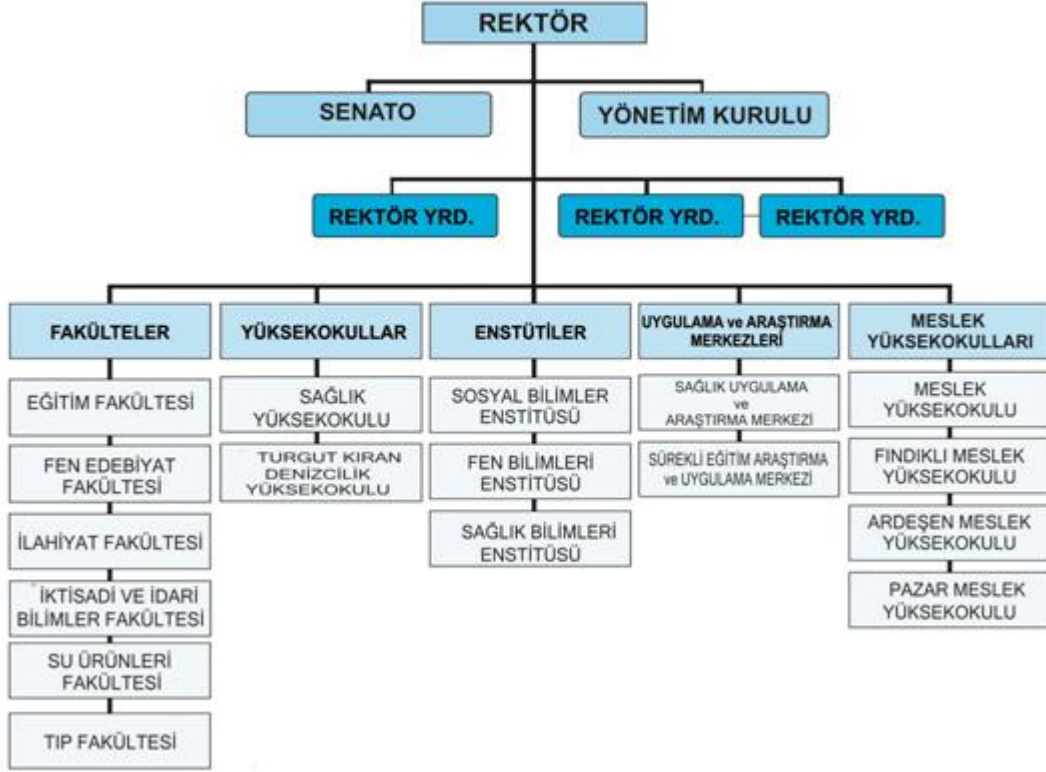 REKTÖR
SENATO
YÖNETİM KURULU
REKTÖR YRD.
REKTÖR YRD.
REKTÖR YRD.
FAKÜLTELER
EĞİTİM FAKÜLTESİ
FEN EDEBİYAT
FAKÜLTESİ
İLAHİYAT FAKÜLTESİ
İKTİSADİ VE İDARİ
BİLİMLER FAKÜLTESİ
SU ÜRÜNLERİ
FAKÜLTESİ
TIP FAKÜLTESİ
YÜKSEKOKULLAR
SAĞLIK
YÜKSEKOKULU
TURGUT KIRAN
DENİZCİLİK
YÜKSEKOKULU
ENSTÜTİLER
SOSYAL BİLİMLER
ENSTİTÜSÜ
FEN BİLİMLERİ
ENSTİTÜSÜ
SAĞLIK BİLİMLERİ
ENSTİTÜSÜ
UYGULAMA ve ARAŞTIRMA
MERKEZLERİ
SAĞLIK UYGULAMA
ve
ARAŞTIRMA MERKEZİ
SÜREKLİ EĞİTİM ARAŞTIRMA
ve UYGULAMA MERKEZİ
MESLEK
YÜKSEKOKULLARI
MESLEK
YÜKSEKOKULU
FINDIKLI MESLEK
YÜKSEKOKULU
ARDEŞEN MESLEK
YÜKSEKOKULU
PAZAR MESLEK
YÜKSEKOKULU